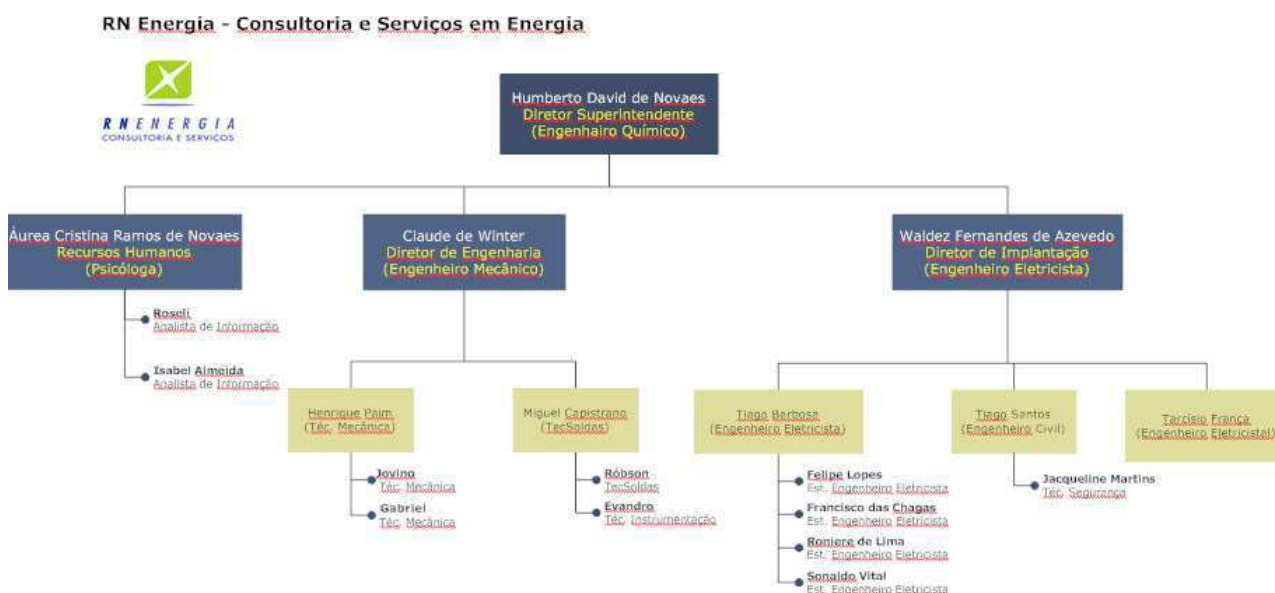 RN Energia - Consultoria e Serviços em Energia
RNENERGIA
CONSULTORIA E SERVIÇOS
Humberto David de Novaes
Diretor Superintendente
(Engenhairo Químico)
Áurea Cristina Ramos de Novaes
Recursos Humanos
(Psicóloga)
Claude de Winter
Diretor de Engenharia
(Engenheiro Mecânico)
Waldez Fernandes de Azevedo
Diretor de Implantação
(Engenheiro Eletricista)
Roseli
Analista de Informação
Isabel Almeida
Analista de Informação
Henrique Paim
(Téc. Mecânica)
Miguel Capistrano
(TecSoldas)
Tiago Barbosa
(Engenheiro Eletricista)
Tiago Santos
(Engenheiro Civil)
Tarcísio França
(Engenheiro Eletricistal)
Jovino
Téc. Mecânica
Gabriel
Téc. Mecânica
Róbson
TecSoldas
Evandro
Téc. Instrumentação
Felipe Lopes
Est. Engenheiro Eletricista
Francisco das Chagas
Est. Engenheiro Eletricista
Roniere de Lima
Est. Engenheiro Eletricista
Sonaldo Vital
Est. Engenheiro Eletricista
Jacqueline Martins
Téc. Segurança